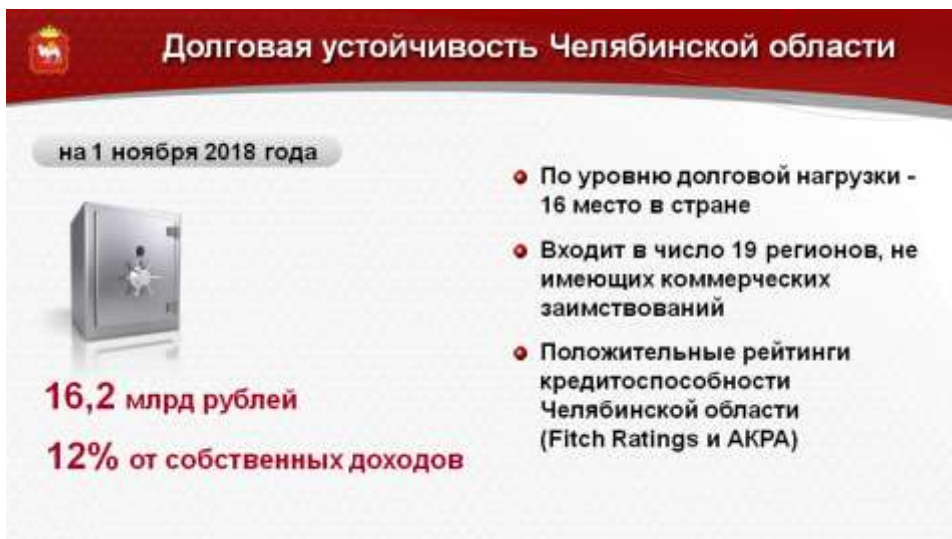 Долговая устойчивость Челябинской области
на 1 ноября 2018 года
16,2 млрд рублей
12% от собственных доходов
По уровню долговой нагрузки -
16 место в стране
Входит в число 19 регионов, не
имеющих коммерческих
заимствований
Положительные рейтинги
кредитоспособности
Челябинской области
(Fitch Ratings и АКРА)